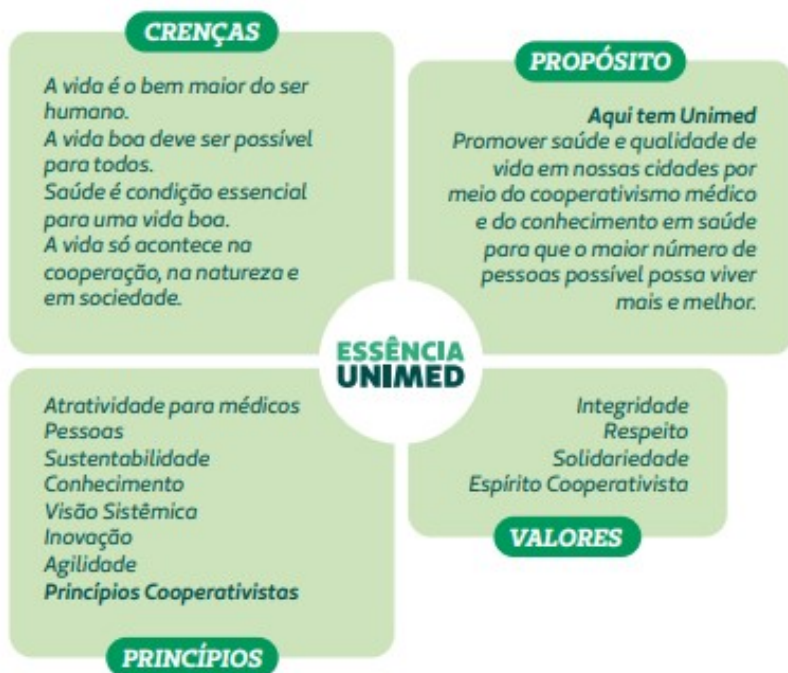 CRENÇAS
A vida é o bem maior do ser
humano.
A vida boa deve ser possível
para todos.
Saúde é condição essencial
para uma vida boa.
A vida só acontece na
cooperação, na natureza e
em sociedade.
PROPÓSITO
Aqui tem Unimed
Promover saúde e qualidade de
vida em nossas cidades por
meio do cooperativismo médico
e do conhecimento em saúde
para que o maior número de
pessoas possível possa viver
mais e melhor.
ESSÊNCIA
UNIMED
Atratividade para médicos
Pessoas
Sustentabilidade
Conhecimento
Visão Sistêmica
Inovação
Agilidade
Princípios Cooperativistas
PRINCÍPIOS
Integridade
Respeito
Solidariedade
Espírito Cooperativista
VALORES